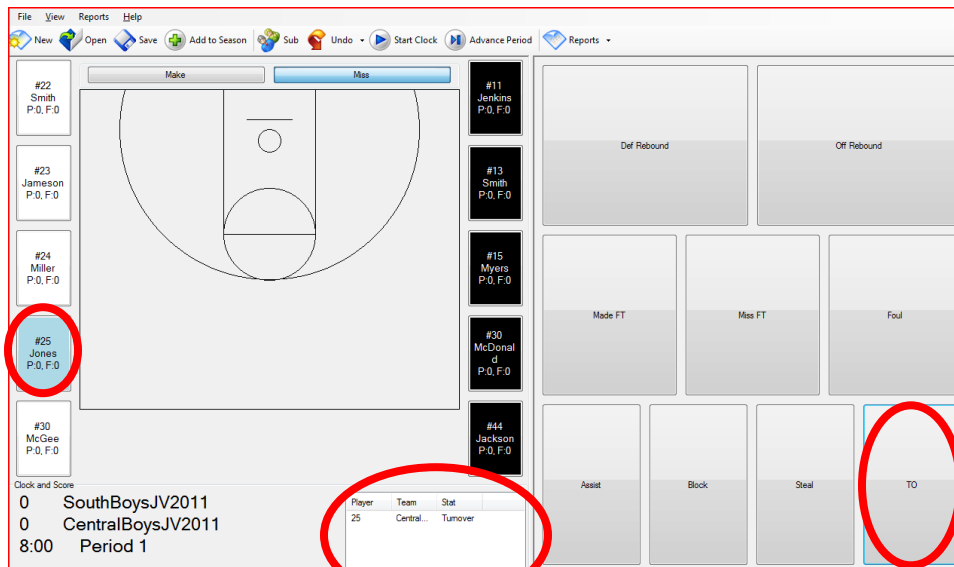 File View Reports Help
New Open Save Add to Season Sub Undo Start Clock Advance Period Reports
Make Miss
#22
Smith
P:0, F:0
#23
Jameson
P:0, F:0
#24
Miller
P:0, F:0
#25
Jones
P:0, F:0
#30
McGee
P:0, F:0
#11
Jenkins
P:0, F:0
#13
Smith
P:0, F:0
#15
Myers
P:0, F:0
#30
McDonal
d
P:0, F:0
#44
Jackson
P:0, F:0
Def Rebound Off Rebound
Made FT Miss FT Foul
Assist Block Steal TO
Clock and Score
0 SouthBoysJV2011
0 CentralBoysJV2011
8:00 Period 1
Player Team Stat
25 Central... Turnover